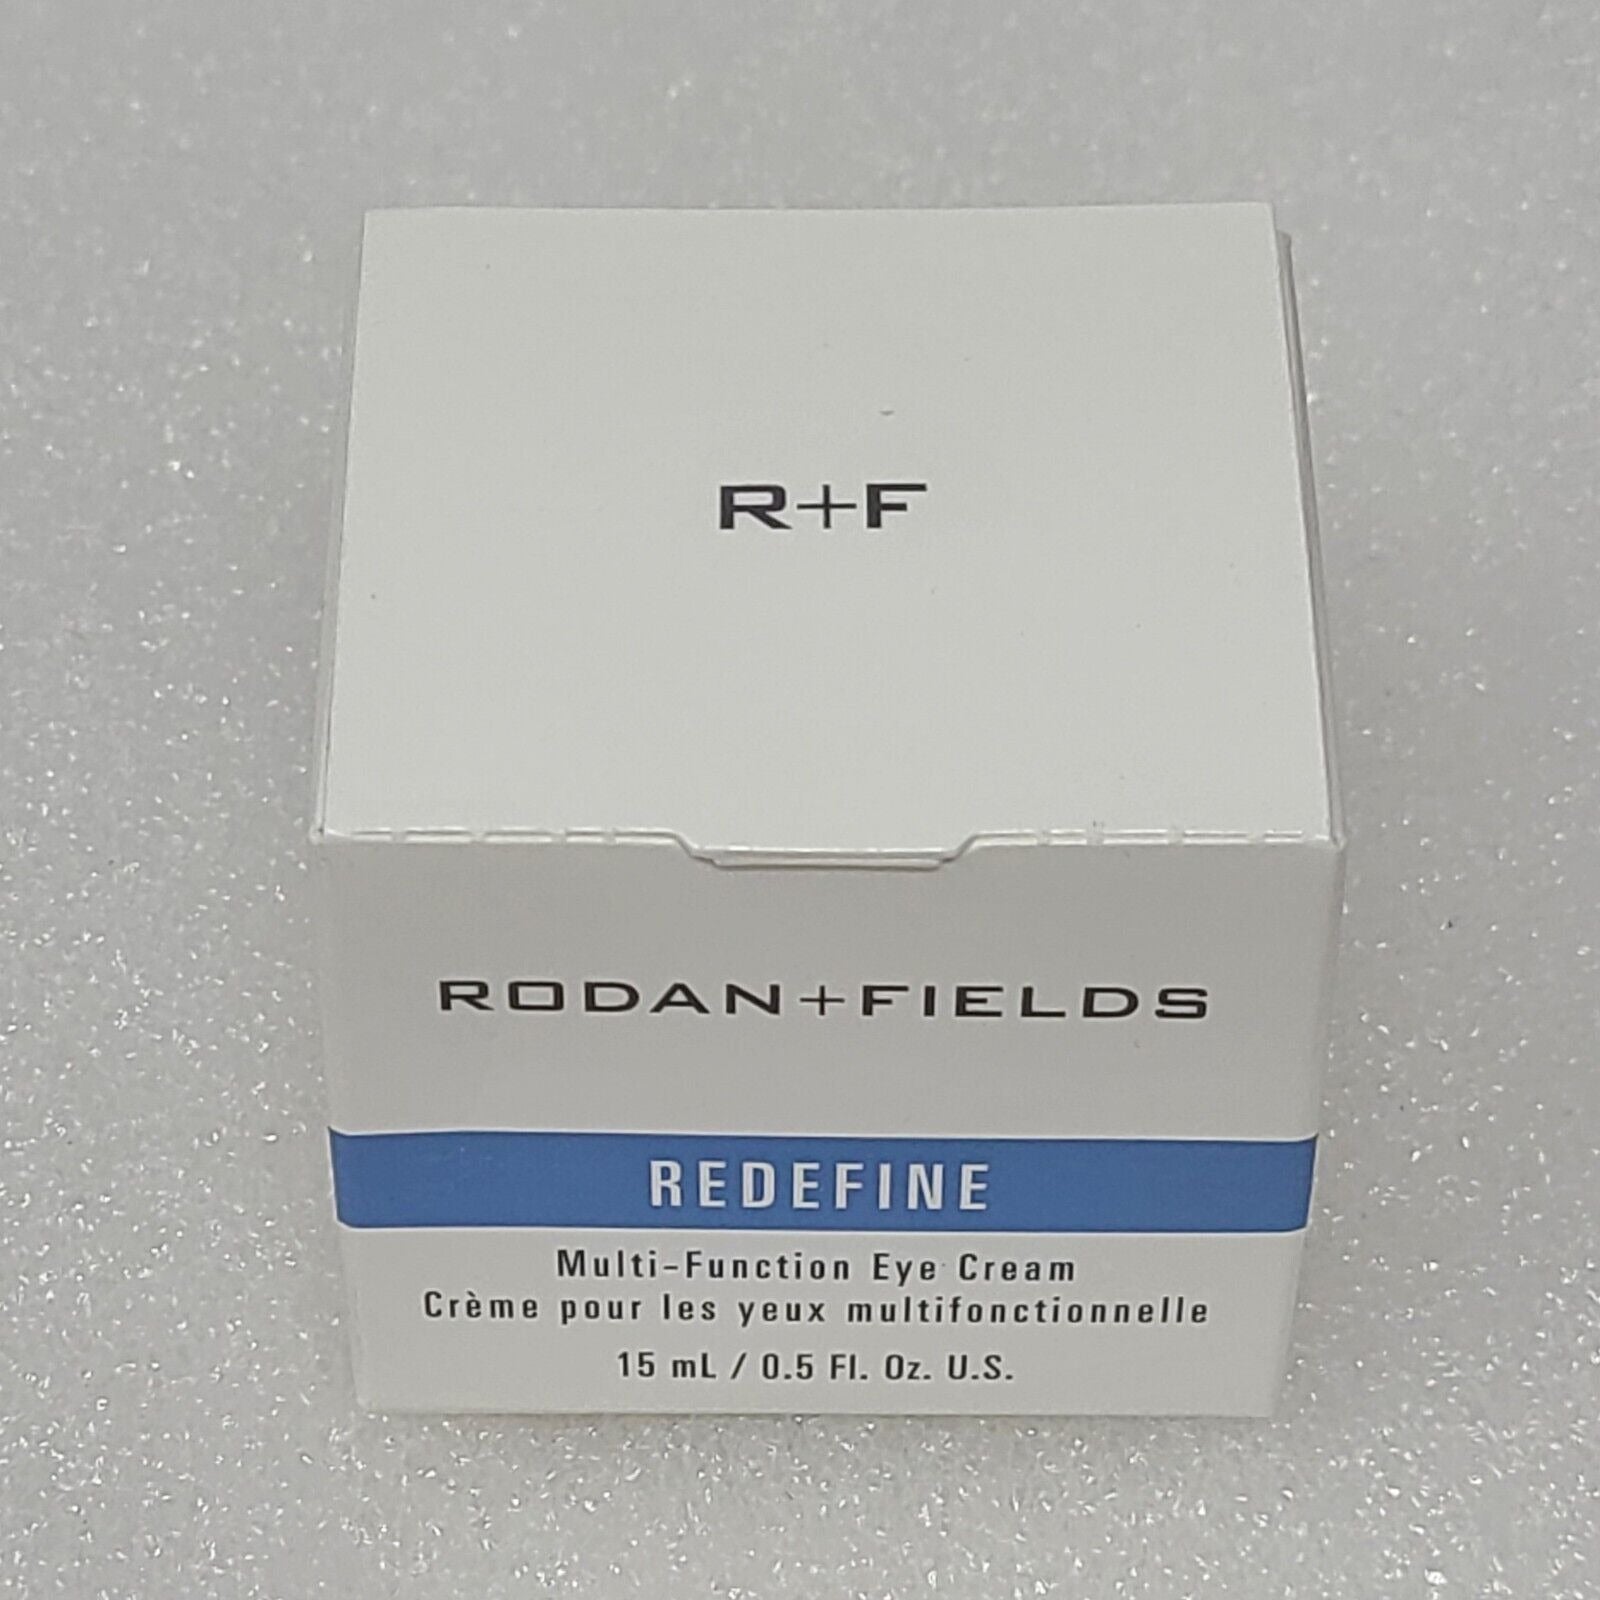 R+F
RODAN+FIELDS
REDEFINE
Multi-Function Eye Cream
Crème pour les yeux multifonctionnelle
15 mL / 0.5 Fl. Oz. U.S.